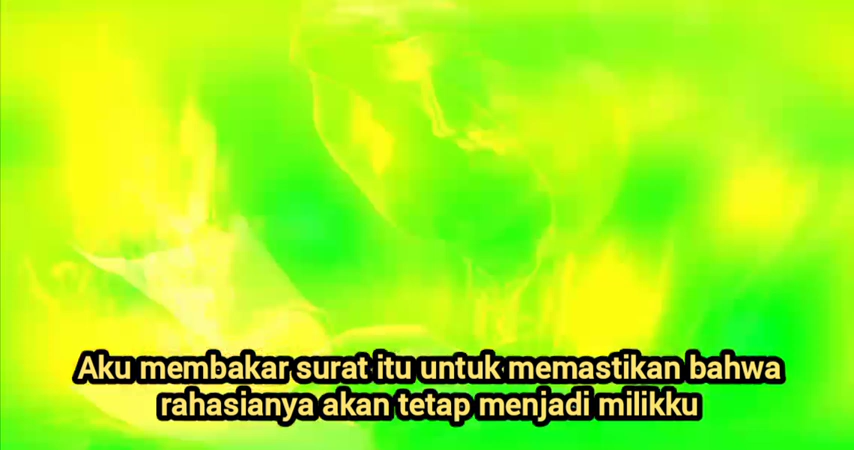 Aku membakar surat itu untuk memastikan bahwa
rahasianya akan tetap menjadi milikku